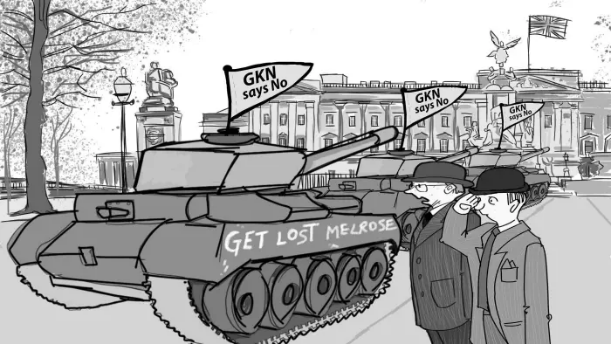 GKN
says No
GKN
says No
GKN
says No
GET LOST MELROSE